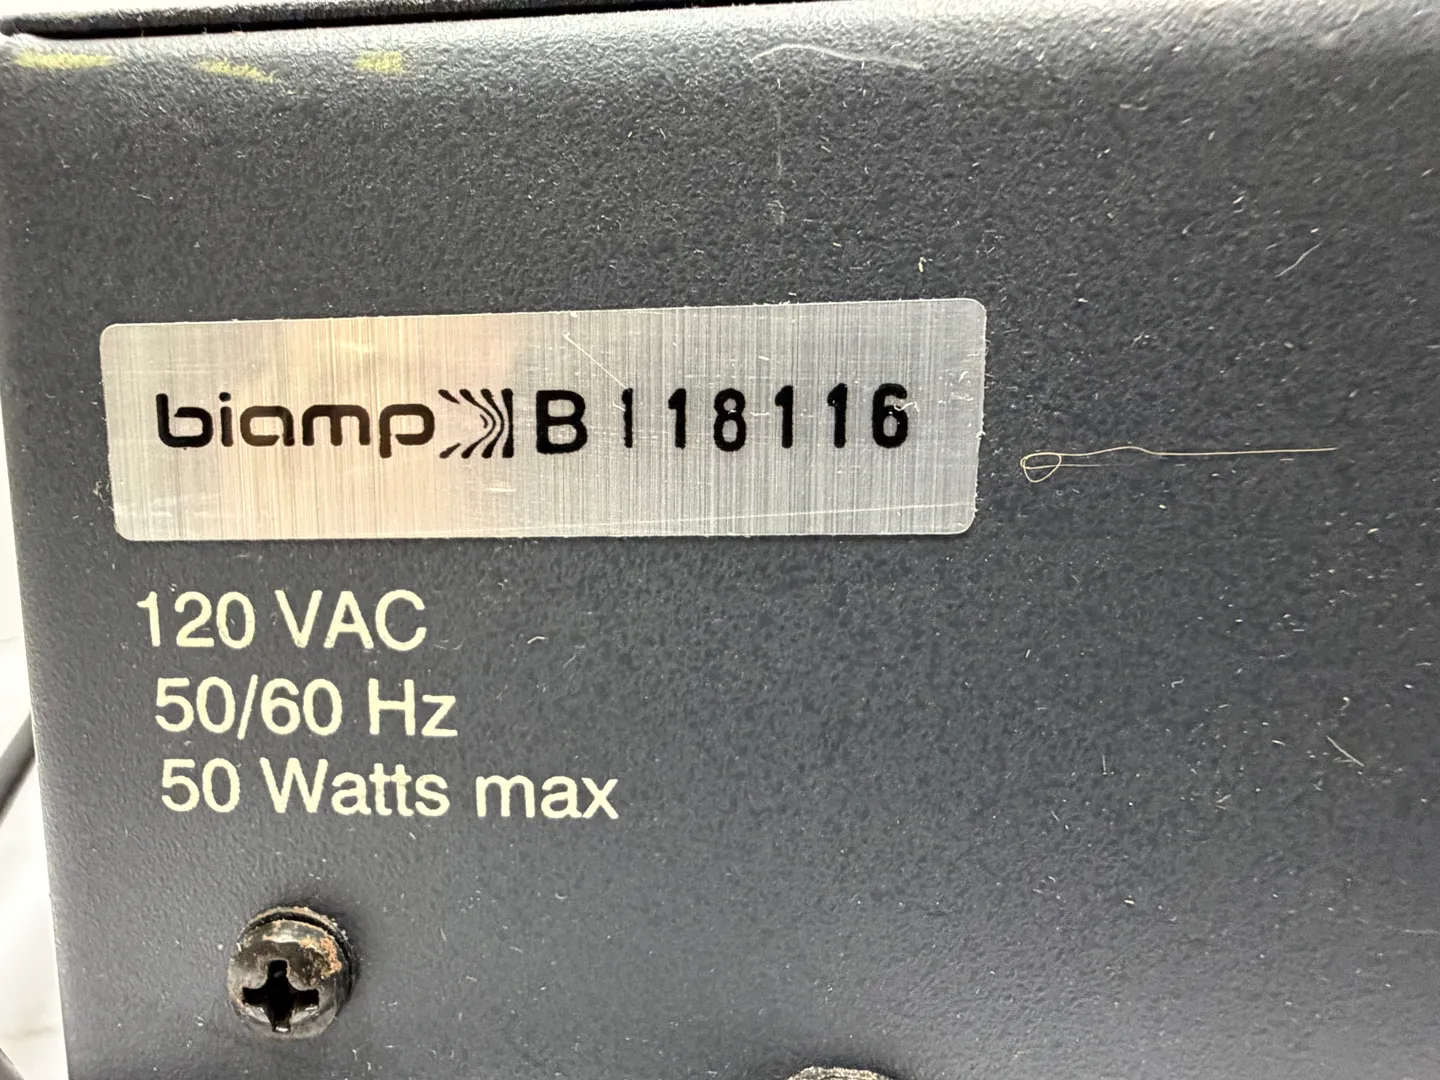 biamp B118116
120 VAC
50/60 Hz
50 Watts max